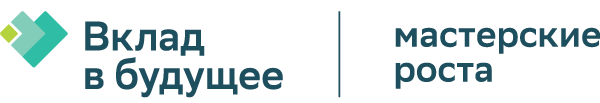 Вклад
в будущее
мастерские
роста